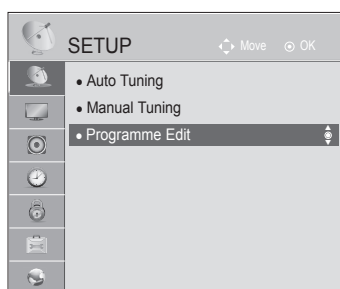 SETUP
Move OK
Auto Tuning
Manual Tuning
Programme Edit